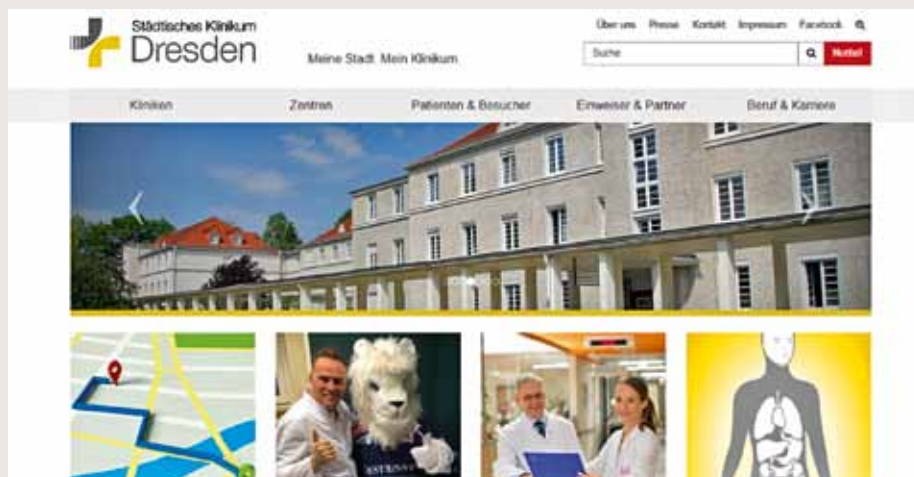 Städtisches Klinikum
Dresden
Meine Stadt. Mein Klinikum.
Über uns Presse Kontakt Impressum Facebook
Suche
Notfall
Kliniken Zentren Patienten & Besucher Einweiser & Partner Beruf & Karriere